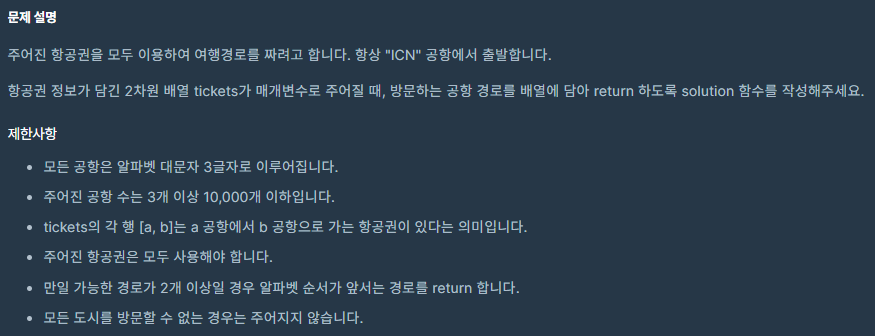 문제 설명
주어진 항공권을 모두 이용하여 여행경로를 짜려고 합니다. 항상 "ICN" 공항에서 출발합니다.
항공권 정보가 담긴 2차원 배열 tickets가 매개변수로 주어질 때, 방문하는 공항 경로를 배열에 담아 return 하도록 solution 함수를 작성해주세요.
제한사항
• 모든 공항은 알파벳 대문자 3글자로 이루어집니다.
• 주어진 공항 수는 3개 이상 10,000개 이하입니다.
• tickets의 각 행 [a, b]는 a 공항에서 b 공항으로 가는 항공권이 있다는 의미입니다.
• 주어진 항공권은 모두 사용해야 합니다.
• 만일 가능한 경로가 2개 이상일 경우 알파벳 순서가 앞서는 경로를 return 합니다.
• 모든 도시를 방문할 수 없는 경우는 주어지지 않습니다.